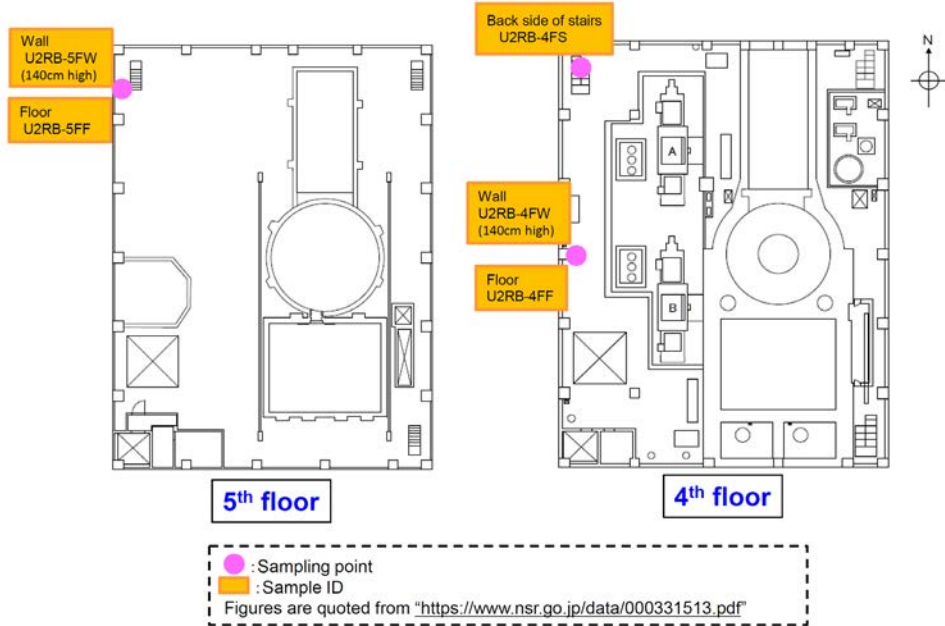 Wall
U2RB-5FW
(140cm high)
Floor
U2RB-5FF
Back side of stairs
U2RB-4FS
N
A
Wall
U2RB-4FW
(140cm high)
Floor
U2RB-4FF
B
5th floor
4th floor
: Sampling point
: Sample ID
Figures are quoted from "https://www.nsr.go.jp/data/000331513.pdf"